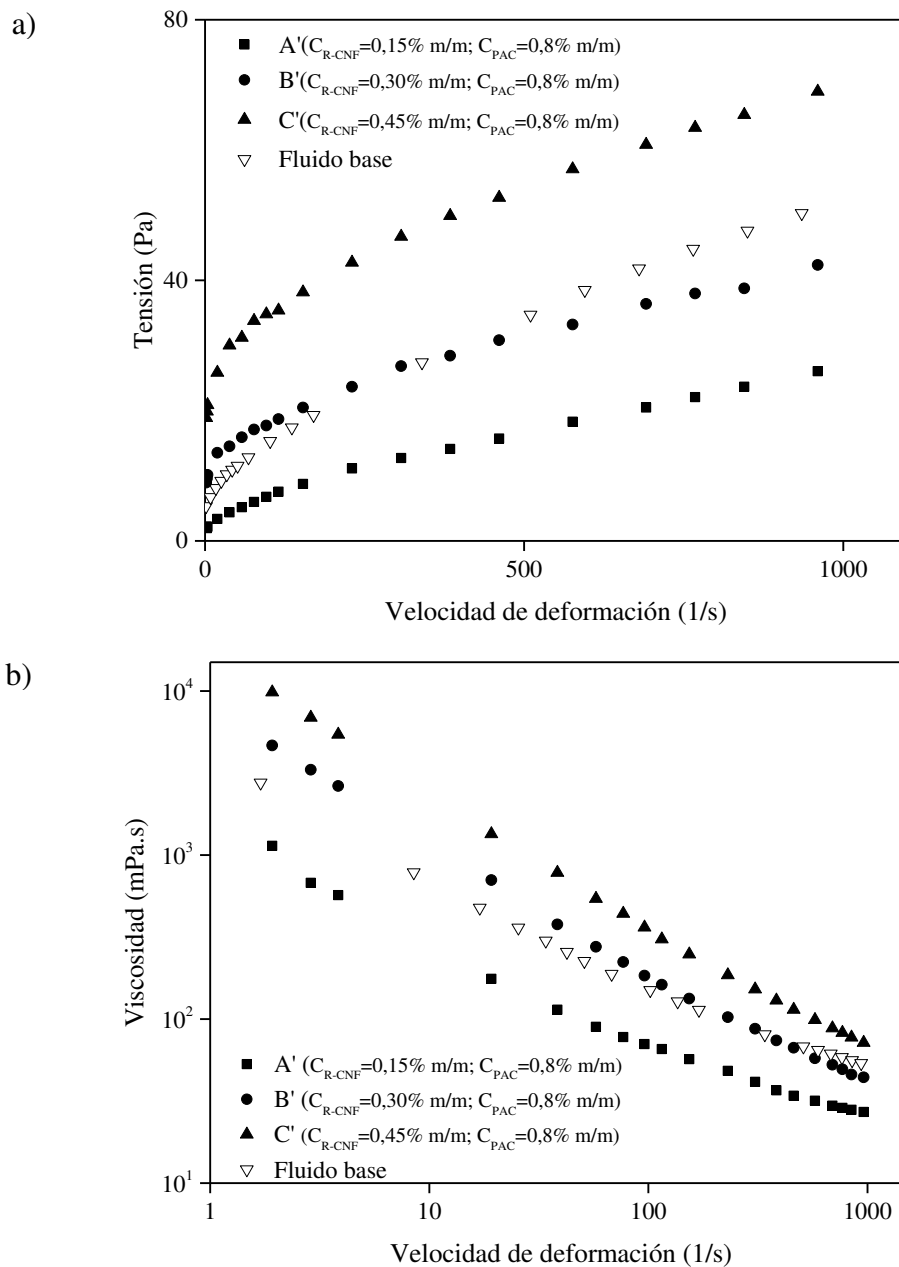 a)
80
A'(C_R-CNF=0,15% m/m; C_PAC=0,8% m/m)
B'(C_R-CNF=0,30% m/m; C_PAC=0,8% m/m)
C'(C_R-CNF=0,45% m/m; C_PAC=0,8% m/m)
Fluido base
Tensión (Pa)
40
0
0 500 1000
Velocidad de deformación (1/s)
b)
10^4
10^3
Viscosidad (mPa.s)
10^2
A' (C_R-CNF=0,15% m/m; C_PAC=0,8% m/m)
B' (C_R-CNF=0,30% m/m; C_PAC=0,8% m/m)
C' (C_R-CNF=0,45% m/m; C_PAC=0,8% m/m)
Fluido base
10^1
1 10 100 1000
Velocidad de deformación (1/s)